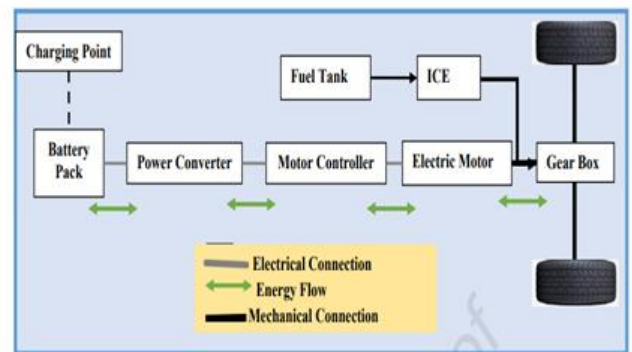 Charging Point
Fuel Tank
ICE
Battery
Pack
Power Converter
Motor Controller
Electric Motor
Gear Box
Electrical Connection
Energy Flow
Mechanical Connection
of